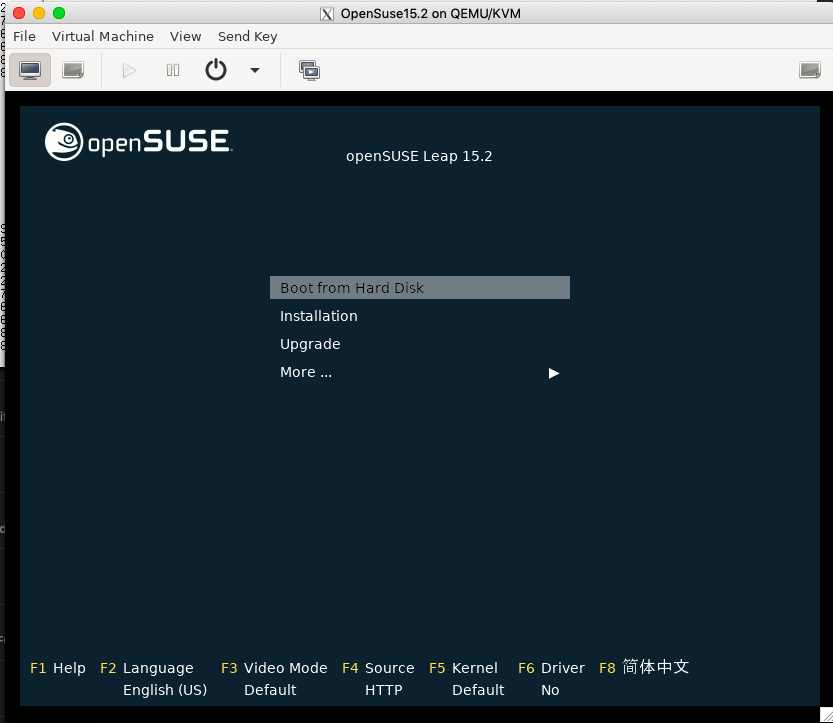 OpenSuse15.2 on QEMU/KVM
File Virtual Machine View Send Key
openSUSE
openSUSE Leap 15.2
Boot from Hard Disk
Installation
Upgrade
More ...
F1 Help F2 Language F3 Video Mode F4 Source F5 Kernel F6 Driver F8 简体中文
English (US) Default HTTP Default No